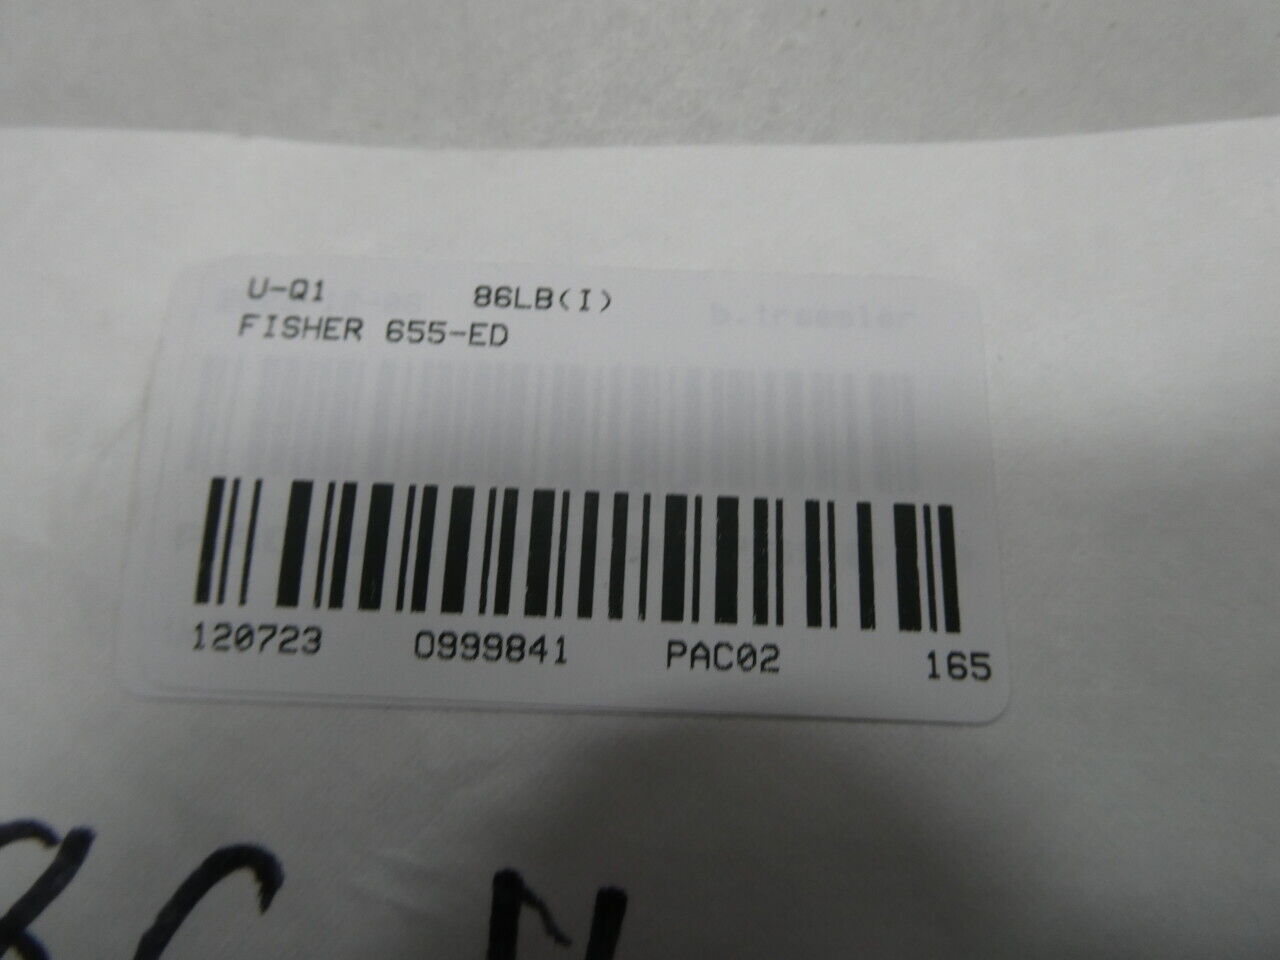 U-Q1 86LB(I)
FISHER 655-ED
120723 0999841 PAC02 165